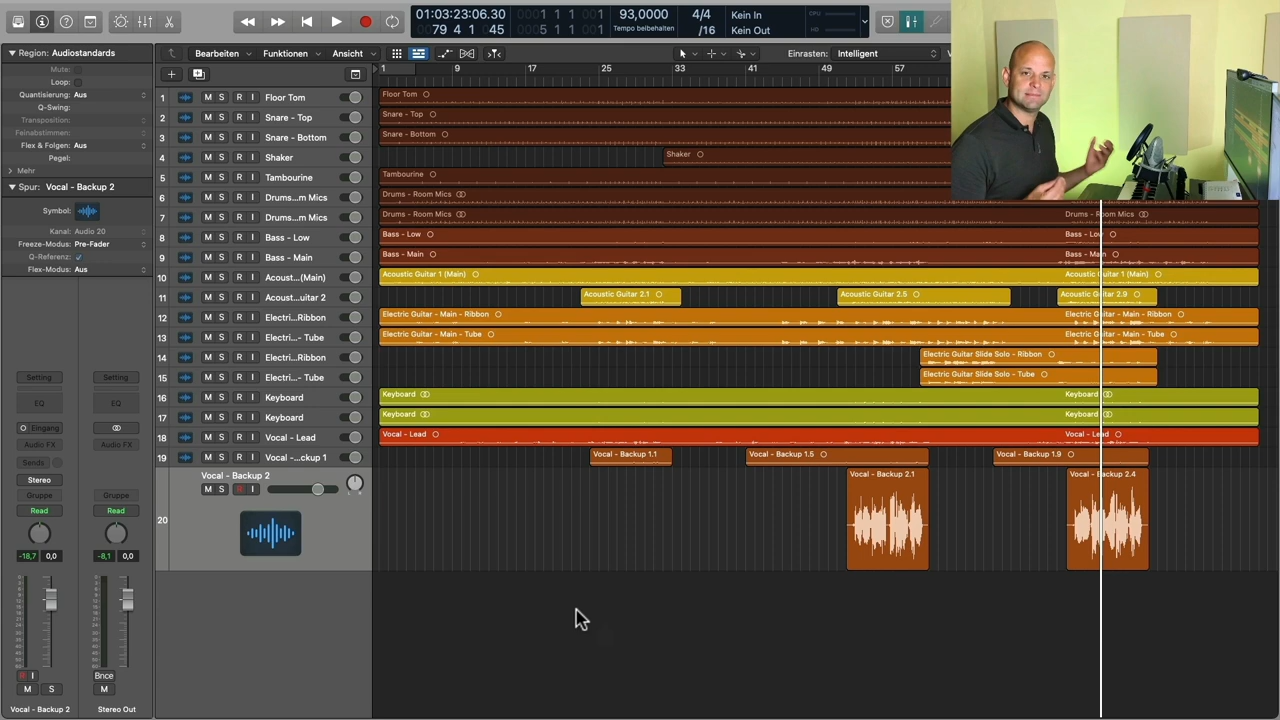 01:03:23:06.30
79 4 1 45
0001 1 1 001
0005 1 1 001
93,0000
Tempo beibehalten
4/4
/16
Kein In
Kein Out
CPU
HD
Region: Audiostandards
Mute:
Loop:
Quantisierung: Aus
Q-Swing:
Transposition:
Feinabstimmen:
Flex & Folgen: Aus
Pegel:
Mehr
Spur: Vocal - Backup 2
Symbol:
Kanal: Audio 20
Freeze-Modus: Pre-Fader
Q-Referenz:
Flex-Modus: Aus
Bearbeiten Funktionen Ansicht
Einrasten: Intelligent
1 9 17 25 33 41 49 57
1 M S R I Floor Tom
Floor Tom
2 M S R I Snare - Top
Snare - Top
3 M S R I Snare - Bottom
Snare - Bottom
4 M S R I Shaker
Shaker
5 M S R I Tambourine
Tambourine
6 M S R I Drums...m Mics
Drums - Room Mics
7 M S R I Drums...m Mics
Drums - Room Mics Drums - Room Mics
8 M S R I Bass - Low
Bass - Low Bass - Low
9 M S R I Bass - Main
Bass - Main Bass - Main
10 M S R I Acoust...(Main)
Acoustic Guitar 1 (Main) Acoustic Guitar 1 (Main)
11 M S R I Acoust...uitar 2
Acoustic Guitar 2.1 Acoustic Guitar 2.5 Acoustic Guitar 2.9
12 M S R I Electri...Ribbon
Electric Guitar - Main - Ribbon Electric Guitar - Main - Ribbon
13 M S R I Electri...- Tube
Electric Guitar - Main - Tube Electric Guitar - Main - Tube
14 M S R I Electri...Ribbon
Electric Guitar Slide Solo - Ribbon
15 M S R I Electri...- Tube
Electric Guitar Slide Solo - Tube
16 M S R I Keyboard
Keyboard Keyboard
17 M S R I Keyboard
Keyboard Keyboard
18 M S R I Vocal - Lead
Vocal - Lead Vocal - Lead
19 M S R I Vocal -...ckup 1
Vocal - Backup 1.1 Vocal - Backup 1.5 Vocal - Backup 1.9
20
Vocal - Backup 2
M S R I
L R
Vocal - Backup 2.1 Vocal - Backup 2.4
Setting Setting
EQ EQ
Eingang
Audio FX Audio FX
Sends
Stereo
Gruppe Gruppe
Read Read
-18,7 0,0 -8,1 0,0
R I Bnce
M S M
Vocal - Backup 2 Stereo Out